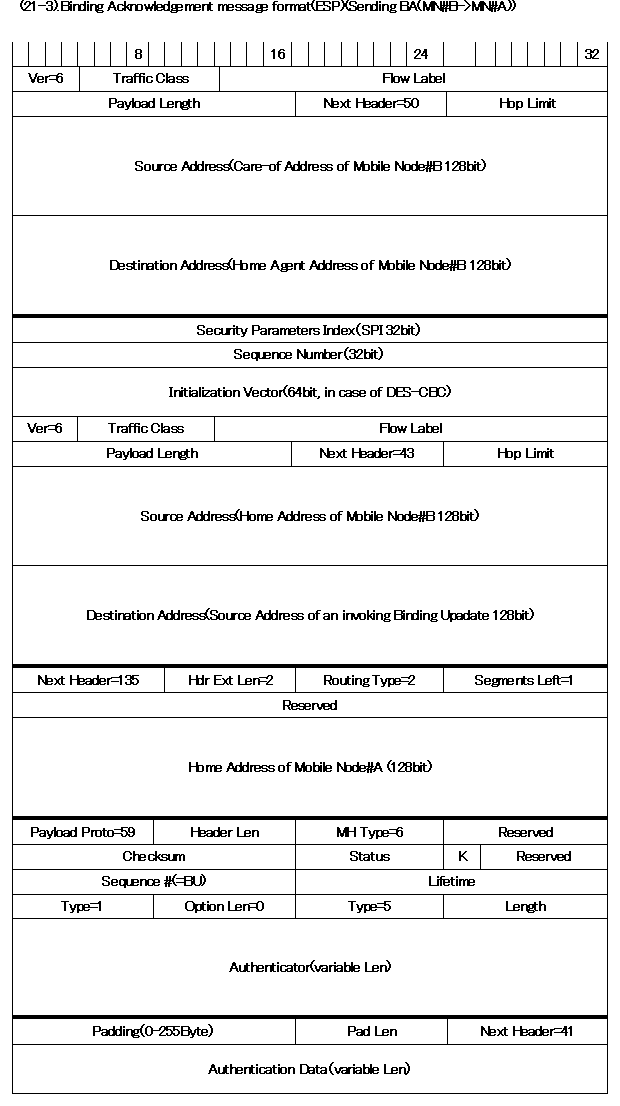 (21-3).Binding Acknowledgement message format(ESP)(Sending BA(MN#B->MN#A))
8 16 24 32
Ver=6 Traffic Class Flow Label
Payload Length Next Header=50 Hop Limit
Source Address(Care-of Address of Mobile Node#B 128bit)
Destination Address(Home Agent Address of Mobile Node#B 128bit)
Security Parameters Index(SPI 32bit)
Sequence Number(32bit)
Initialization Vector(64bit, in case of DES-CBC)
Ver=6 Traffic Class Flow Label
Payload Length Next Header=43 Hop Limit
Source Address(Home Address of Mobile Node#B 128bit)
Destination Address(Source Address of an invoking Binding Upadate 128bit)
Next Header=135 Hdr Ext Len=2 Routing Type=2 Segments Left=1
Reserved
Home Address of Mobile Node#A (128bit)
Payload Proto=59 Header Len MH Type=6 Reserved
Checksum Status K Reserved
Sequence #(=BU) Lifetime
Type=1 Option Len=0 Type=5 Length
Authenticator(variable Len)
Padding(0-255Byte) Pad Len Next Header=41
Authentication Data(variable Len)